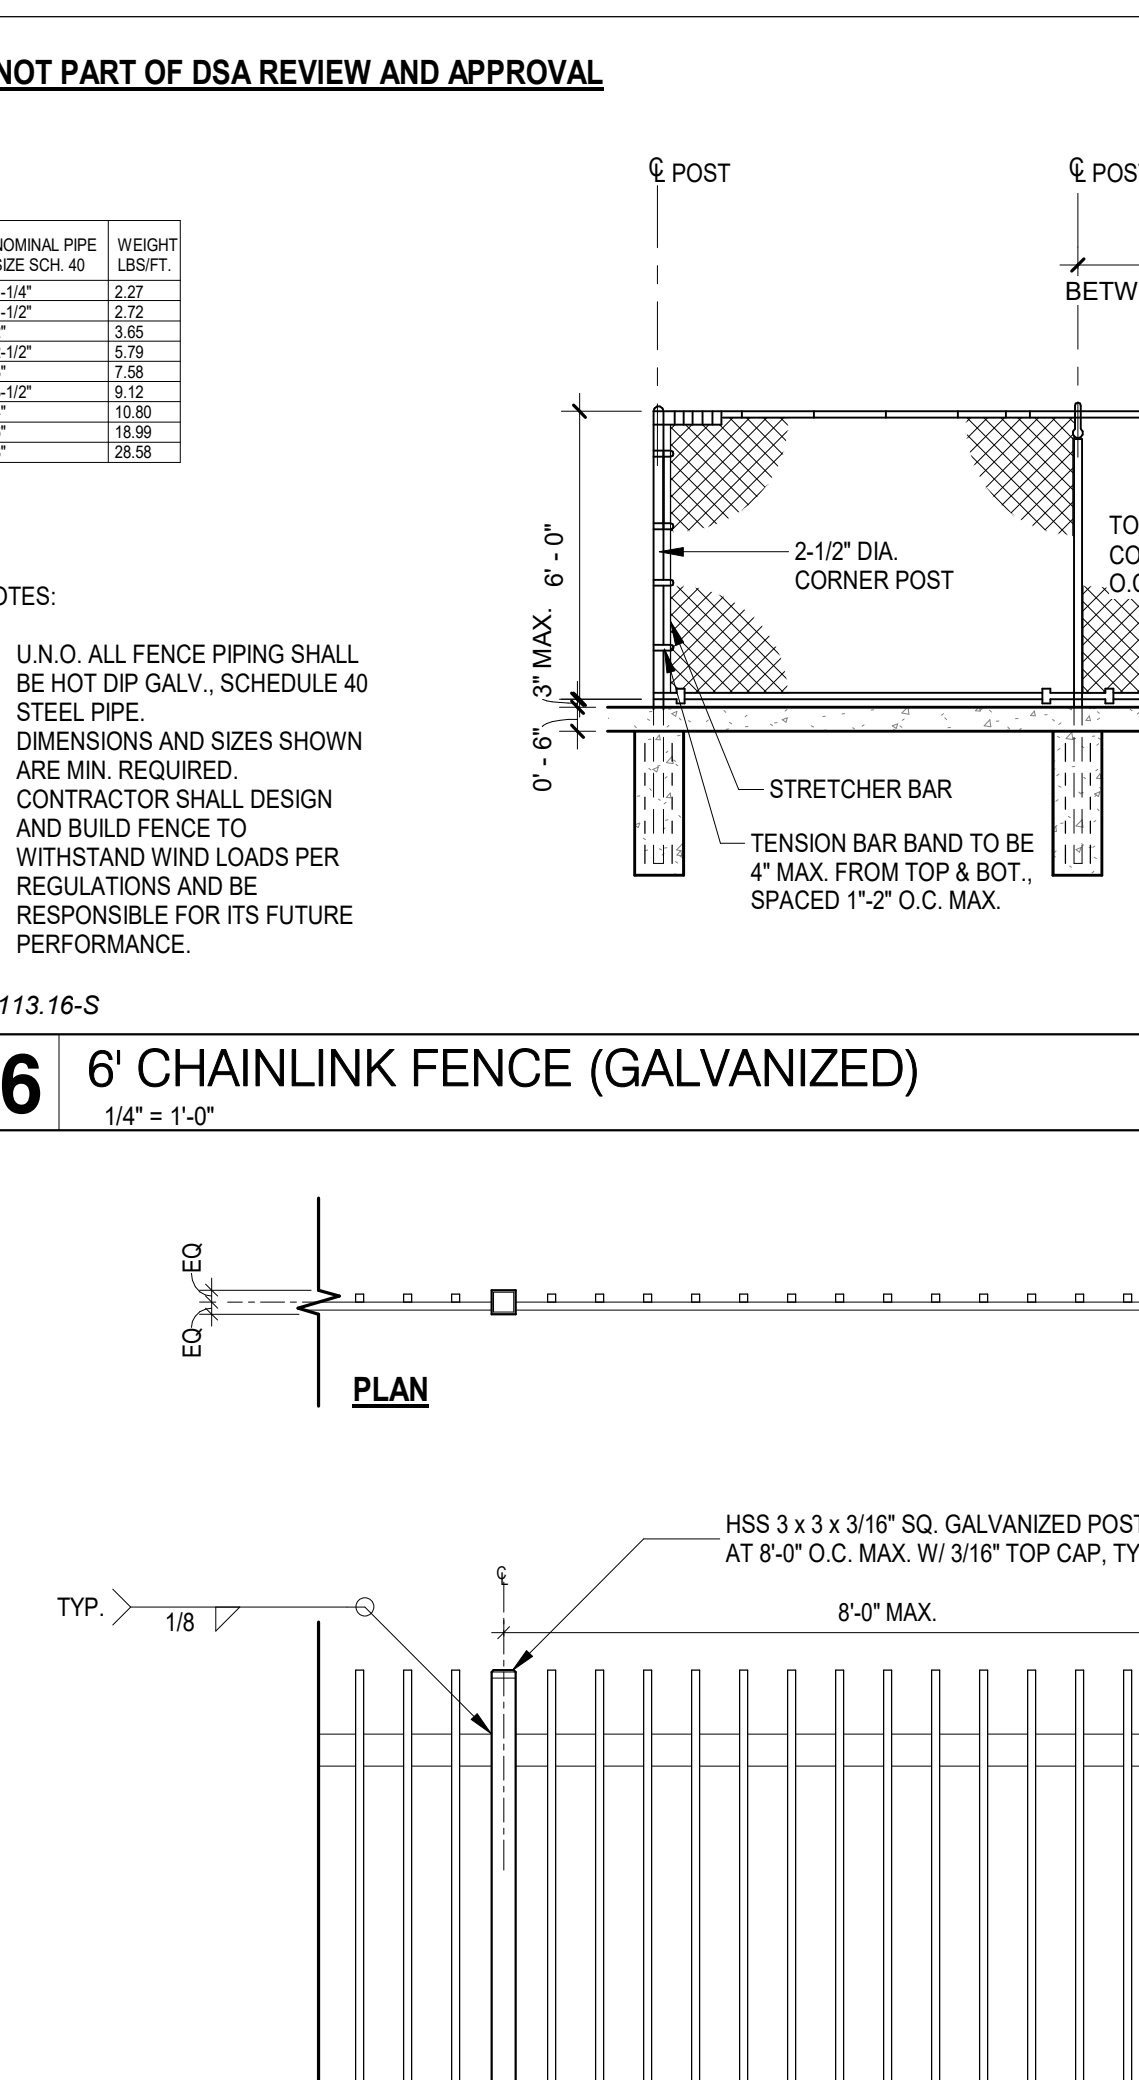 NOT PART OF DSA REVIEW AND APPROVAL
℄ POST
℄ POST
BETW
NOMINAL PIPE
SIZE SCH. 40
WEIGHT
LBS/FT.
-1/4" 2.27
-1/2" 2.72
" 3.65
-1/2" 5.79
" 7.58
-1/2" 9.12
" 10.80
" 18.99
" 28.58
6' - 0"
3" MAX.
0' - 6"
2-1/2" DIA.
CORNER POST
TO
CO
O.C
STRETCHER BAR
TENSION BAR BAND TO BE
4" MAX. FROM TOP & BOT.,
SPACED 1"-2" O.C. MAX.
OTES:
U.N.O. ALL FENCE PIPING SHALL
BE HOT DIP GALV., SCHEDULE 40
STEEL PIPE.
DIMENSIONS AND SIZES SHOWN
ARE MIN. REQUIRED.
CONTRACTOR SHALL DESIGN
AND BUILD FENCE TO
WITHSTAND WIND LOADS PER
REGULATIONS AND BE
RESPONSIBLE FOR ITS FUTURE
PERFORMANCE.
113.16-S
6 6' CHAINLINK FENCE (GALVANIZED)
1/4" = 1'-0"
EQ
EQ
PLAN
HSS 3 x 3 x 3/16" SQ. GALVANIZED POST
AT 8'-0" O.C. MAX. W/ 3/16" TOP CAP, TY
℄
TYP.
1/8
8'-0" MAX.